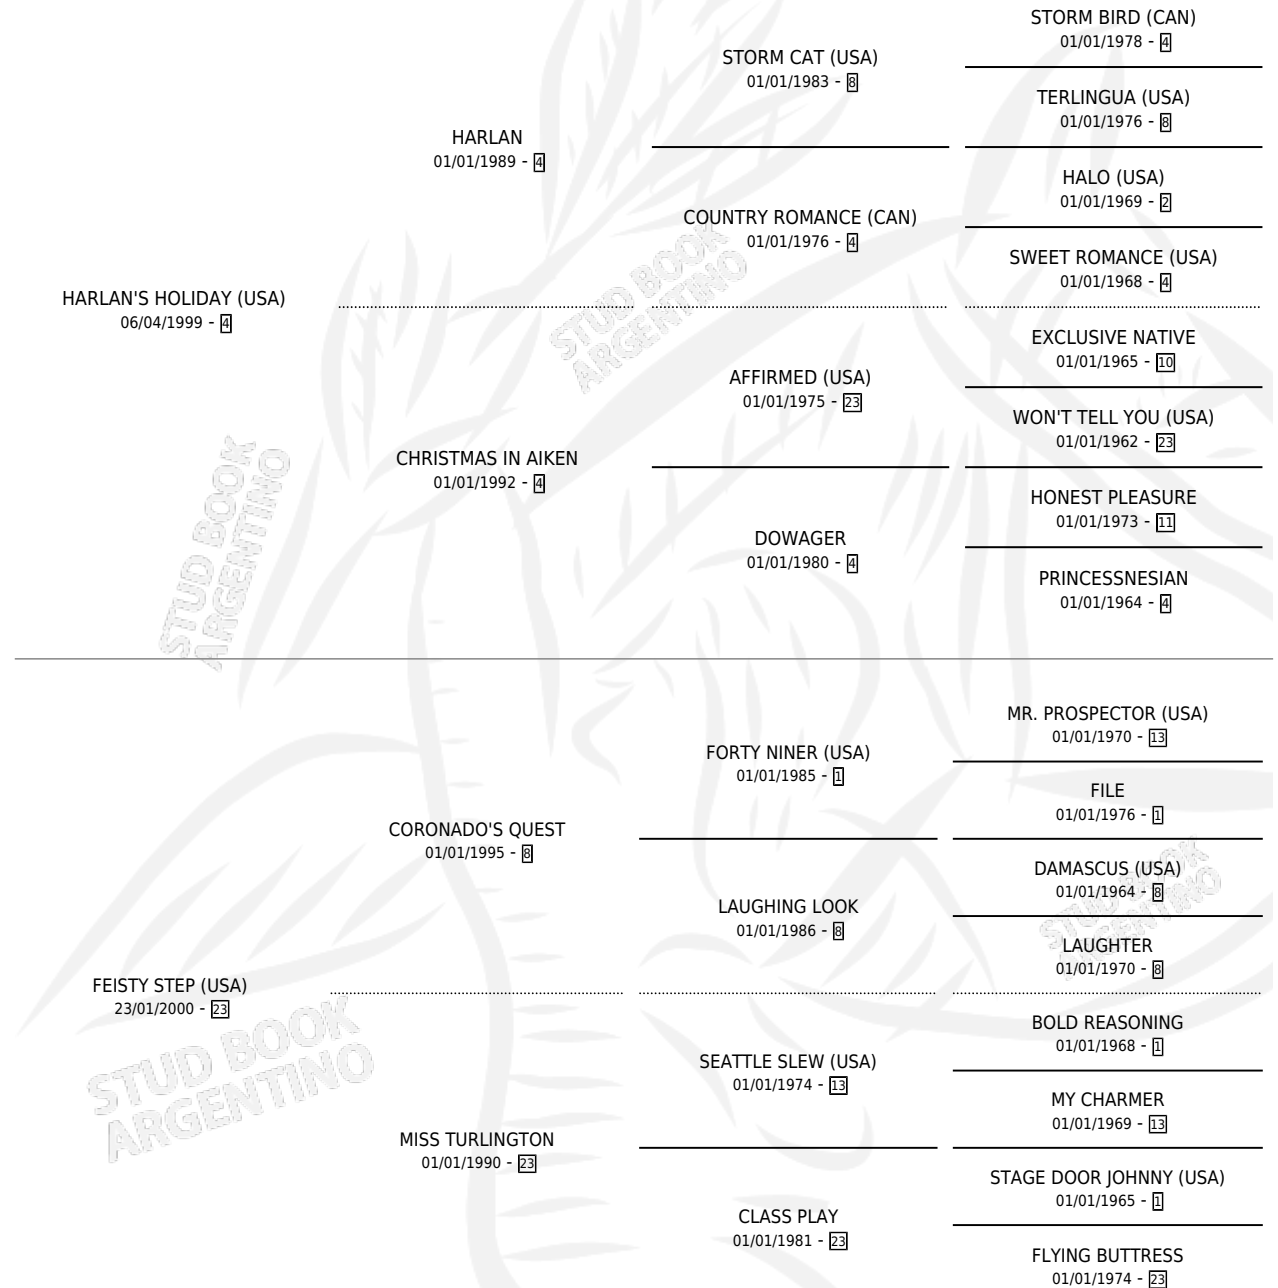 STORM BIRD (CAN)
01/01/1978 - 4
STORM CAT (USA)
01/01/1983 - 8
TERLINGUA (USA)
01/01/1976 - 8
HARLAN
01/01/1989 - 4
HALO (USA)
01/01/1969 - 2
COUNTRY ROMANCE (CAN)
01/01/1976 - 4
SWEET ROMANCE (USA)
01/01/1968 - 4
HARLAN'S HOLIDAY (USA)
06/04/1999 - 4
STUD BOOK
ARGENTINO
EXCLUSIVE NATIVE
01/01/1965 - 10
AFFIRMED (USA)
01/01/1975 - 23
WON'T TELL YOU (USA)
01/01/1962 - 23
CHRISTMAS IN AIKEN
01/01/1992 - 4
HONEST PLEASURE
01/01/1973 - 11
DOWAGER
01/01/1980 - 4
PRINCESSNESIAN
01/01/1964 - 4
STUD BOOK
ARGENTINO
MR. PROSPECTOR (USA)
01/01/1970 - 13
FORTY NINER (USA)
01/01/1985 - 1
FILE
01/01/1976 - 1
CORONADO'S QUEST
01/01/1995 - 8
DAMASCUS (USA)
01/01/1964 - 8
LAUGHING LOOK
01/01/1986 - 8
STUD BOOK
ARGENTINO
LAUGHTER
01/01/1970 - 8
FEISTY STEP (USA)
23/01/2000 - 23
STUD BOOK
ARGENTINO
BOLD REASONING
01/01/1968 - 1
SEATTLE SLEW (USA)
01/01/1974 - 13
MY CHARMER
01/01/1969 - 13
MISS TURLINGTON
01/01/1990 - 23
STAGE DOOR JOHNNY (USA)
01/01/1965 - 1
CLASS PLAY
01/01/1981 - 23
FLYING BUTTRESS
01/01/1974 - 23